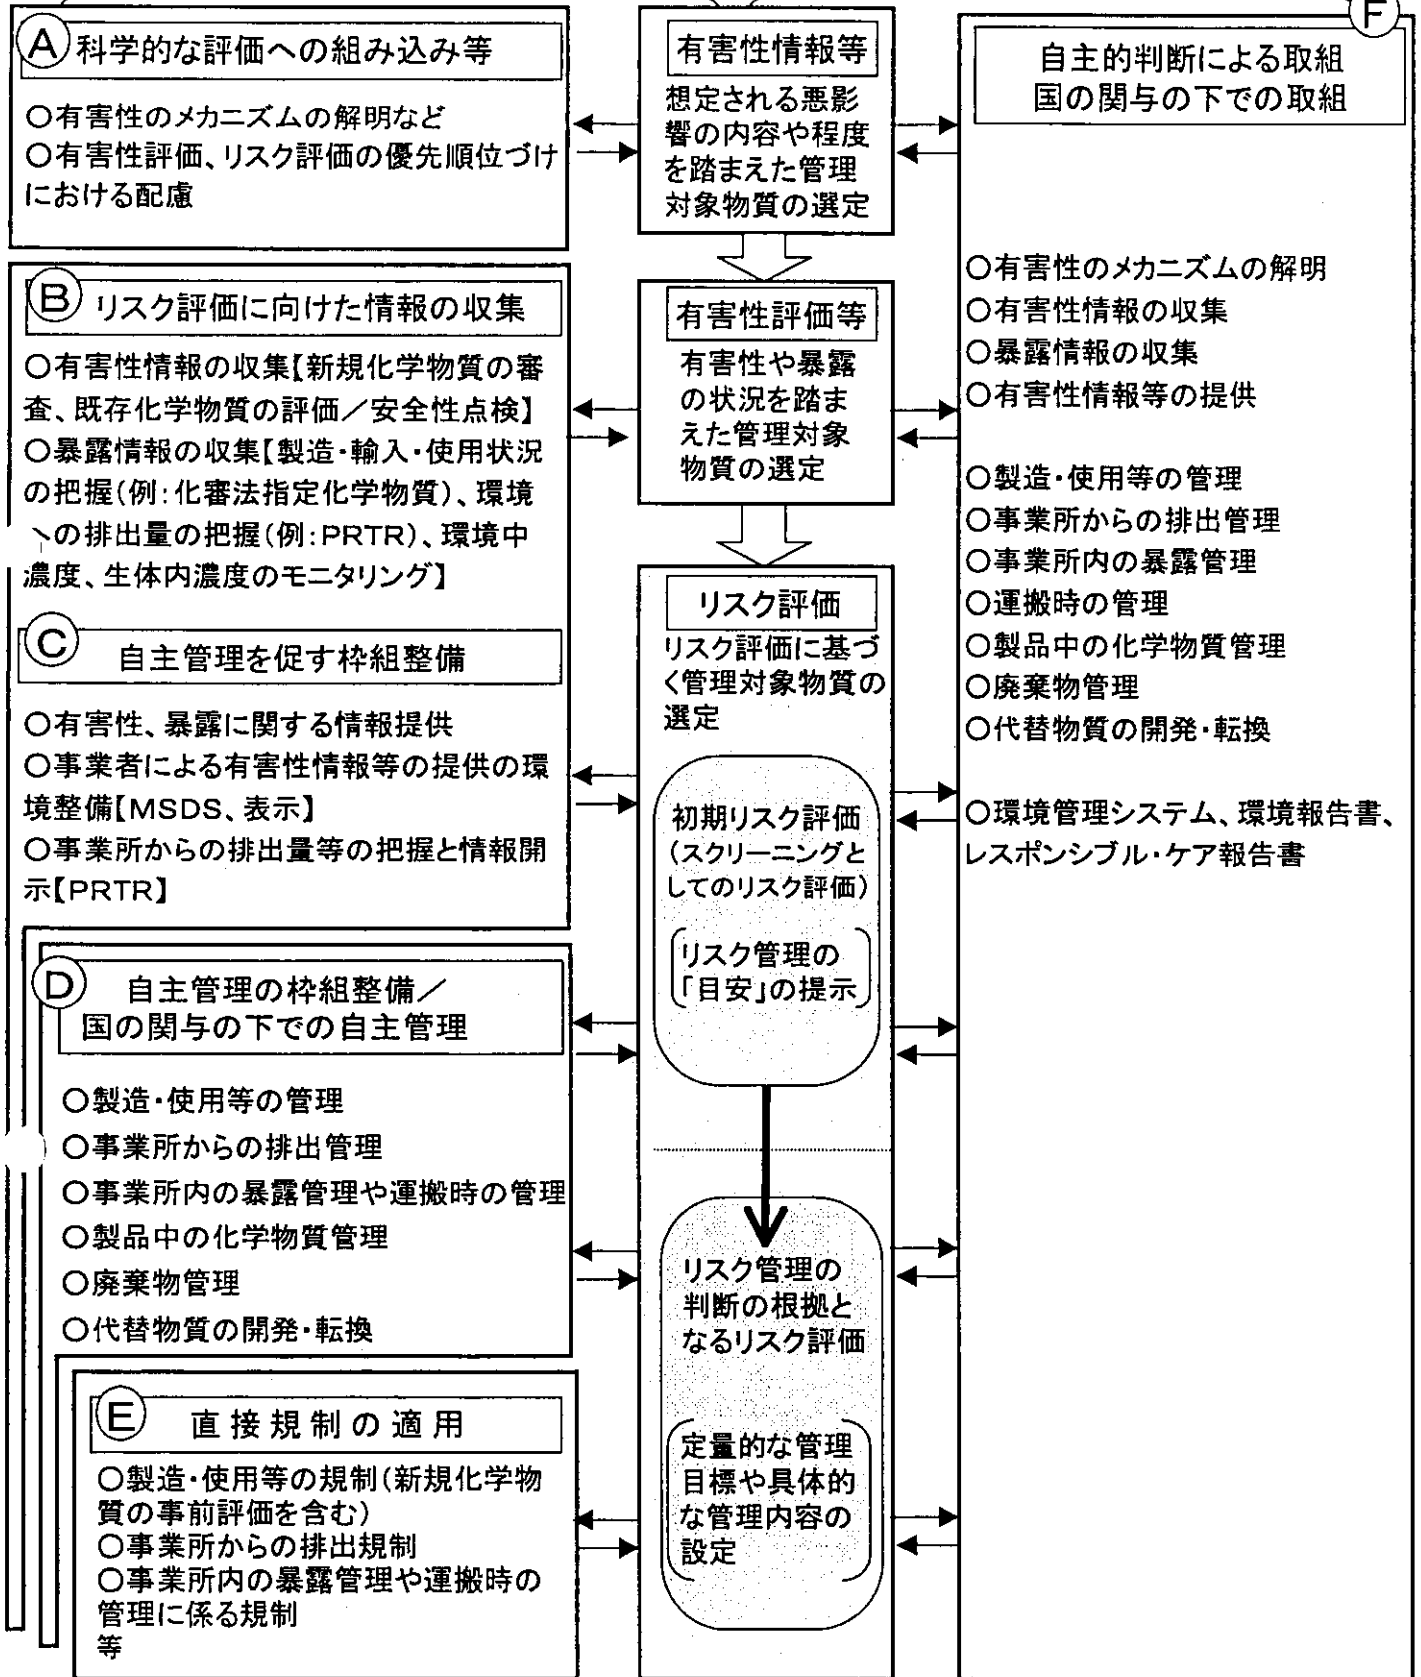 A 科学的な評価への組み込み等
○有害性のメカニズムの解明など
○有害性評価、リスク評価の優先順位づけ
における配慮
B リスク評価に向けた情報の収集
○有害性情報の収集【新規化学物質の審
査、既存化学物質の評価／安全性点検】
○暴露情報の収集【製造・輸入・使用状況
の把握(例:化審法指定化学物質)、環境
への排出量の把握(例:PRTR)、環境中
濃度、生体内濃度のモニタリング】
C 自主管理を促す枠組整備
○有害性、暴露に関する情報提供
○事業者による有害性情報等の提供の環
境整備【MSDS、表示】
○事業所からの排出量等の把握と情報開
示【PRTR】
D 自主管理の枠組整備／
国の関与の下での自主管理
○製造・使用等の管理
○事業所からの排出管理
○事業所内の暴露管理や運搬時の管理
○製品中の化学物質管理
○廃棄物管理
○代替物質の開発・転換
E 直接規制の適用
○製造・使用等の規制(新規化学物
質の事前評価を含む)
○事業所からの排出規制
○事業所内の暴露管理や運搬時の
管理に係る規制
等
有害性情報等
想定される悪影
響の内容や程度
を踏まえた管理
対象物質の選定
有害性評価等
有害性や暴露
の状況を踏ま
えた管理対象
物質の選定
リスク評価
リスク評価に基づ
く管理対象物質の
選定
初期リスク評価
(スクリーニングと
してのリスク評価)
リスク管理の
「目安」の提示
リスク管理の
判断の根拠と
なるリスク評価
定量的な管理
目標や具体的
な管理内容の
設定
F
自主的判断による取組
国の関与の下での取組
○有害性のメカニズムの解明
○有害性情報の収集
○暴露情報の収集
○有害性情報等の提供
○製造・使用等の管理
○事業所からの排出管理
○事業所内の暴露管理
○運搬時の管理
○製品中の化学物質管理
○廃棄物管理
○代替物質の開発・転換
○環境管理システム、環境報告書、
レスポンシブル・ケア報告書